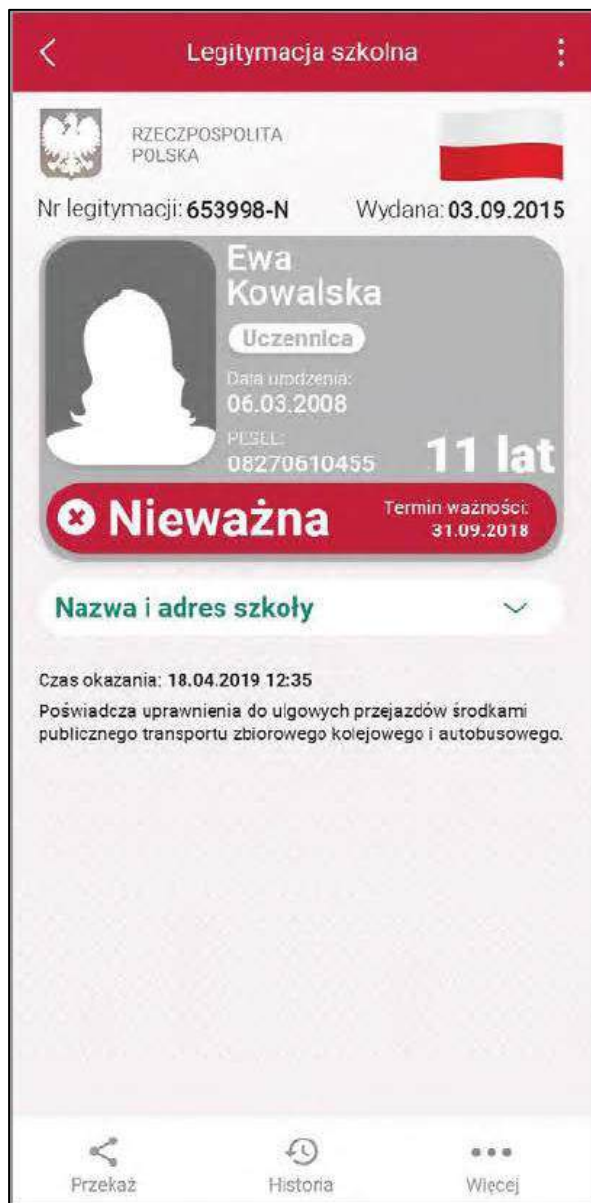 Legitymacja szkolna
RZECZPOSPOLITA
POLSKA
Nr legitymacji: 653998-N Wydana: 03.09.2015
Ewa
Kowalska
Uczennica
Data urodzenia:
06.03.2008
PESEL:
08270610455
11 lat
Nieważna
Termin ważności:
31.09.2018
Nazwa i adres szkoły
Czas okazania: 18.04.2019 12:35
Poświadcza uprawnienia do ulgowych przejazdów środkami
publicznego transportu zbiorowego kolejowego i autobusowego.
Przekaż Historia Więcej